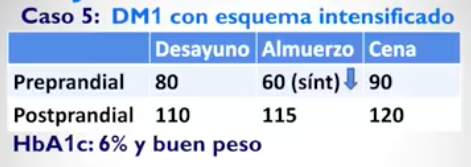 Caso 5: DM1 con esquema intensificado
Desayuno Almuerzo Cena
Preprandial 80 60 (sínt) 90
Postprandial 110 115 120
HbA1c: 6% y buen peso